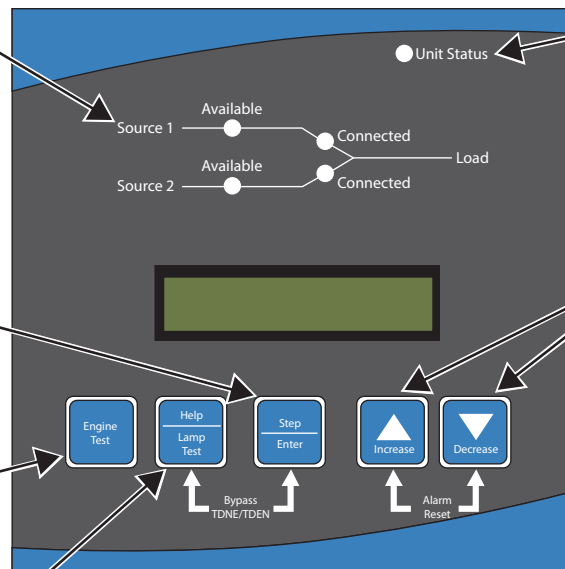 Unit Status
Available
Source 1
Connected
Load
Available
Source 2
Connected
Engine
Test
Help
Lamp
Test
Step
Enter
Increase
Decrease
Bypass
TDNE/TDEN
Alarm
Reset